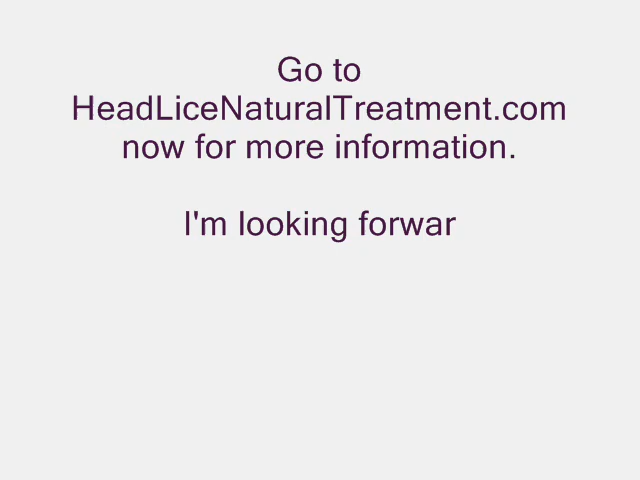 Go to
HeadLiceNaturalTreatment.com
now for more information.
I'm looking forwar